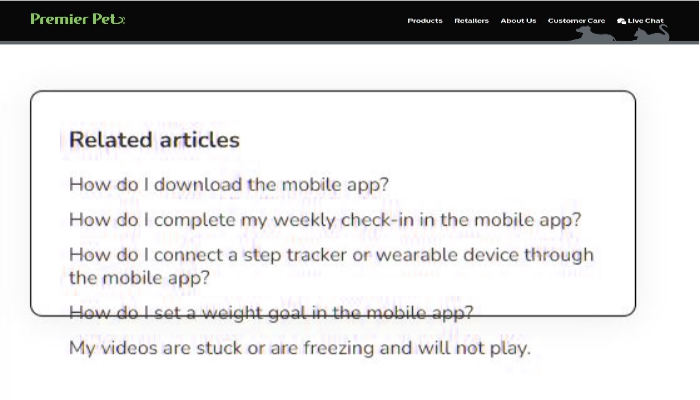 Premier Pet
Products Retailers About Us Customer Care Live Chat
Related articles
How do I download the mobile app?
How do I complete my weekly check-in in the mobile app?
How do I connect a step tracker or wearable device through
the mobile app?
How do I set a weight goal in the mobile app?
My videos are stuck or are freezing and will not play.